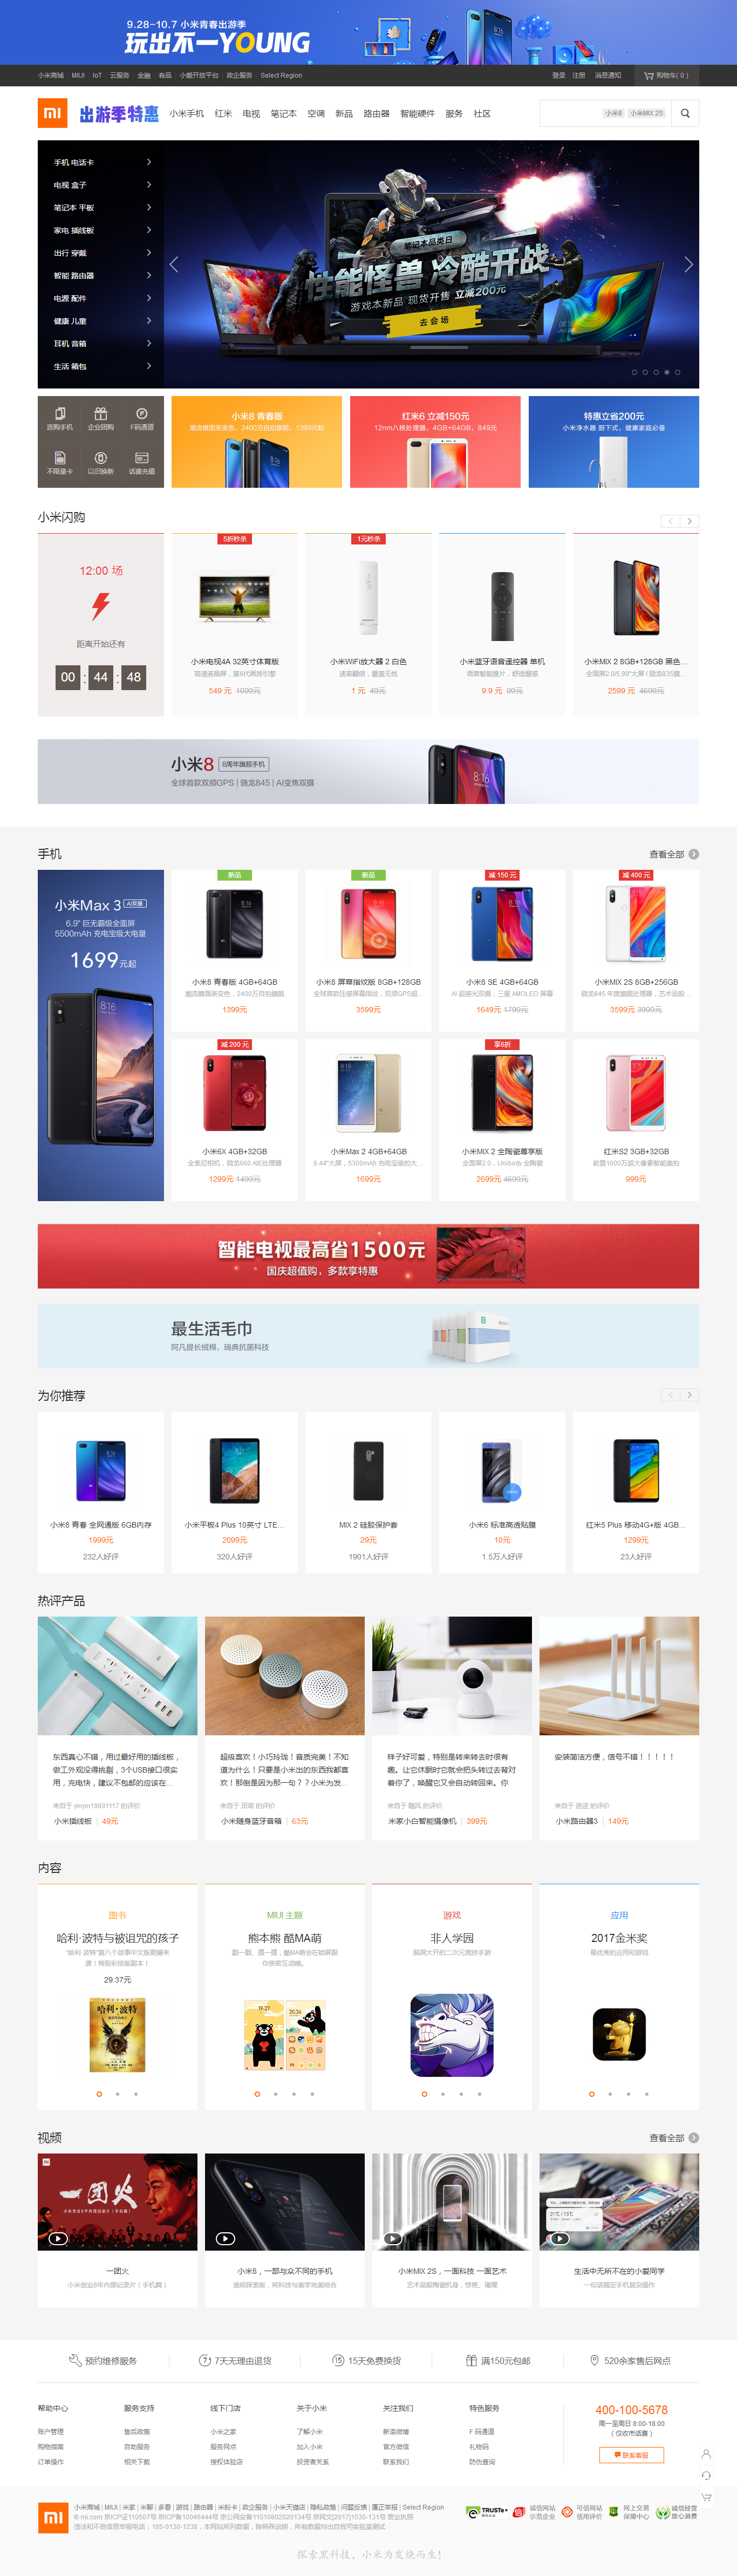 9.28-10.7 小米青春出游季
玩出不一YOUNG
小米商城 MIUI IoT 云服务 金融 有品 小爱开放平台 政企服务 Select Region
登录 注册 消息通知 购物车( 0 )
出游季特惠 小米手机 红米 电视 笔记本 空调 新品 路由器 智能硬件 服务 社区
小米8 小米MIX 2S
手机 电话卡
电视 盒子
笔记本 平板
家电 插线板
出行 穿戴
智能 路由器
电源 配件
健康 儿童
耳机 音箱
生活 箱包
笔记本品类日
性能怪兽 冷酷开战
游戏本新品 现货开售 立减200元
去会场
选购手机 企业团购 F码通道
不限量卡 以旧换新 话费充值
小米8 青春版
潮流镜面渐变色，2400万自拍旗舰，1399元起
红米6 立减150元
12nm八核处理器，4GB+64GB，849元
特惠立省200元
小米净水器 厨下式，健康家庭必备
小米闪购
12:00 场
距离开始还有
00 : 44 : 48
5折秒杀
小米电视4A 32英寸体育版
高清液晶屏，第6代画质引擎
549 元 1099元
1元秒杀
小米WiFi放大器 2 白色
速率翻倍，覆盖无忧
1 元 49元
小米蓝牙语音遥控器 单机
语音智能搜片，舒适握感
9.9 元 99元
小米MIX 2 8GB+128GB 黑色...
全面屏2.0/5.99"大屏 / 骁龙835旗...
2599 元 4699元
小米8 8周年旗舰手机
全球首款双频GPS | 骁龙845 | AI变焦双摄
手机
查看全部
小米Max 3 AI双摄
6.9" 巨无霸级全面屏
5500mAh 充电宝级大电量
1699元起
新品
小米8 青春版 4GB+64GB
潮流镜面渐变色，2400万自拍旗舰
1399元
新品
小米8 屏幕指纹版 8GB+128GB
全球首款压感屏幕指纹，双频GPS超...
3599元
减 150 元
小米8 SE 4GB+64GB
AI 超感光双摄，三星 AMOLED 屏幕
1649元 1799元
减 400 元
小米MIX 2S 8GB+256GB
骁龙845 年度旗舰处理器，艺术品般...
3599元 3999元
减 200 元
小米6X 4GB+32GB
全索尼相机，骁龙660 AIE处理器
1299元 1499元
小米Max 2 4GB+64GB
6.44''大屏，5300mAh 充电宝级的大...
1699元
享6折
小米MIX 2 全陶瓷尊享版
全面屏2.0，Unibody 全陶瓷
2699元 4699元
红米S2 3GB+32GB
前置1600万超大像素智能美拍
999元
智能电视最高省1500元
国庆超值购，多款享特惠
最生活毛巾
阿凡提长绒棉，瑞典抗菌科技
为你推荐
小米8 青春 全网通版 6GB内存
1999元
232人好评
小米平板4 Plus 10英寸 LTE...
2099元
320人好评
MIX 2 硅胶保护套
29元
1901人好评
小米6 标准高透贴膜
10元
1.5万人好评
红米5 Plus 移动4G+版 4GB...
1299元
23人好评
热评产品
东西真心不错，用过最好用的插线板，
做工外观没得挑剔，3个USB接口很实
用，充电快，建议不包邮的应该在...
来自于 yinyin19891117 的评价
小米插线板 | 49元
超级喜欢！小巧玲珑！音质完美！不知
道为什么！只要是小米出的东西我都喜
欢！那倒是因为那一句？？小米为发...
来自于 田密 的评价
小米随身蓝牙音箱 | 63元
样子好可爱，特别是转来转去时很有
趣。让它休眠时它就会把头转过去背对
着你了，唤醒它又会自动转回来。你
来自于 随风 的评价
米家小白智能摄像机 | 399元
安装简洁方便，信号不错！！！！！
小米路由器3 | 149元
内容
图书
哈利·波特与被诅咒的孩子
“哈利·波特”第八个故事中文版震撼来
袭！特别彩排版剧本！
29.37元
MIUI 主题
熊本熊 酷MA萌
戳一戳、摸一摸，酷MA萌会在锁屏跟
你亲密互动哦。
游戏
非人学园
脑洞大开的二次元竞技手游
应用
2017金米奖
最优秀的应用和游戏
哈利·波特
视频
查看全部
一团火
一团火
小米创业8年内部纪录片（手机篇）
小米8，一部与众不同的手机
透明探索版，将科技与美学完美结合
小米MIX 2S，一面科技 一面艺术
艺术品般陶瓷机身，惊艳、璀璨
生活中无所不在的小爱同学
一句话搞定手机复杂操作
预约维修服务 7天无理由退货 15天免费换货 满150元包邮 520余家售后网点
帮助中心 服务支持 线下门店 关于小米 关注我们 特色服务
账户管理 售后政策 小米之家 了解小米 新浪微博 F 码通道
购物指南 自助服务 服务网点 加入小米 官方微信 礼物码
订单操作 相关下载 授权体验店 投资者关系 联系我们 防伪查询
400-100-5678
周一至周日 8:00-18:00
（仅收市话费）
联系客服
小米商城 | MIUI | 米家 | 米聊 | 多看 | 游戏 | 路由器 | 米粉卡 | 政企服务 | 小米天猫店 | 隐私政策 | 问题反馈 | 廉正举报 | Select Region
© mi.com 京ICP证110507号 京ICP备10046444号 京公网安备11010802020134号 京网文[2017]1530-131号 营业执照
违法和不良信息举报电话：185-0130-1238，本网站所列数据，除特殊说明，所有数据均出自我司实验室测试
TRUSTe 诚信网站示范企业 可信网站信用评价 网上交易保障中心 诚信经营放心消费
探索黑科技，小米为发烧而生！